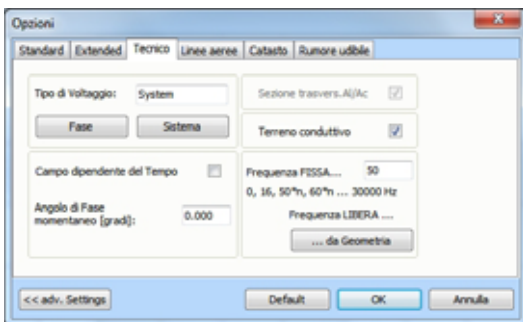 Opzioni
Standard Extended Tecnico Linee aeree Catasto Rumore udibile
Tipo di Voltaggio: System
Fase Sistema
Sezione trasvers.Al/Ac
Terreno conduttivo
Campo dipendente del Tempo
Angolo di Fase
momentaneo [gradi]: 0.000
Frequenza FISSA... 50
0, 16, 50*n, 60*n ... 30000 Hz
Frequenza LIBERA ...
... da Geometria
<< adv. Settings Default OK Annulla